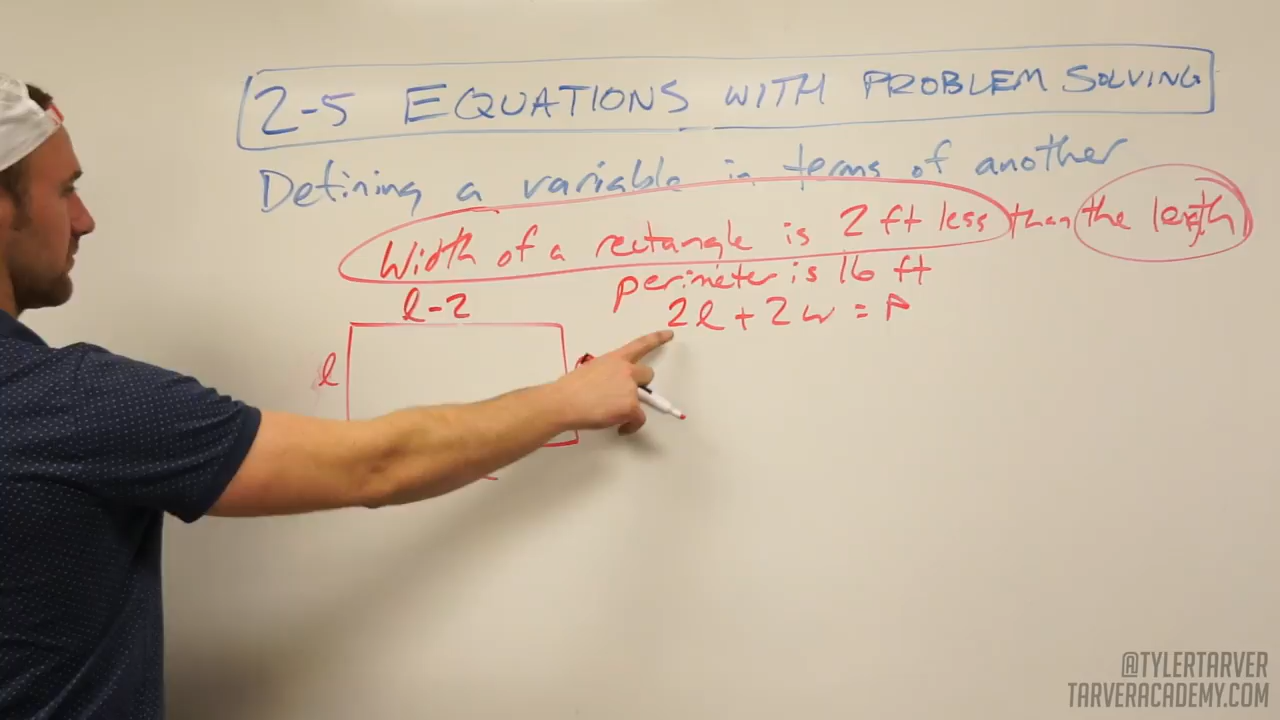 2-5 EQUATIONS WITH PROBLEM SOLVING
Defining a variable in terms of another
Width of a rectangle is 2 ft less than the length
perimeter is 16 ft
l-2
2l + 2w = P
l
@TYLERTARVER
TARVERACADEMY.COM